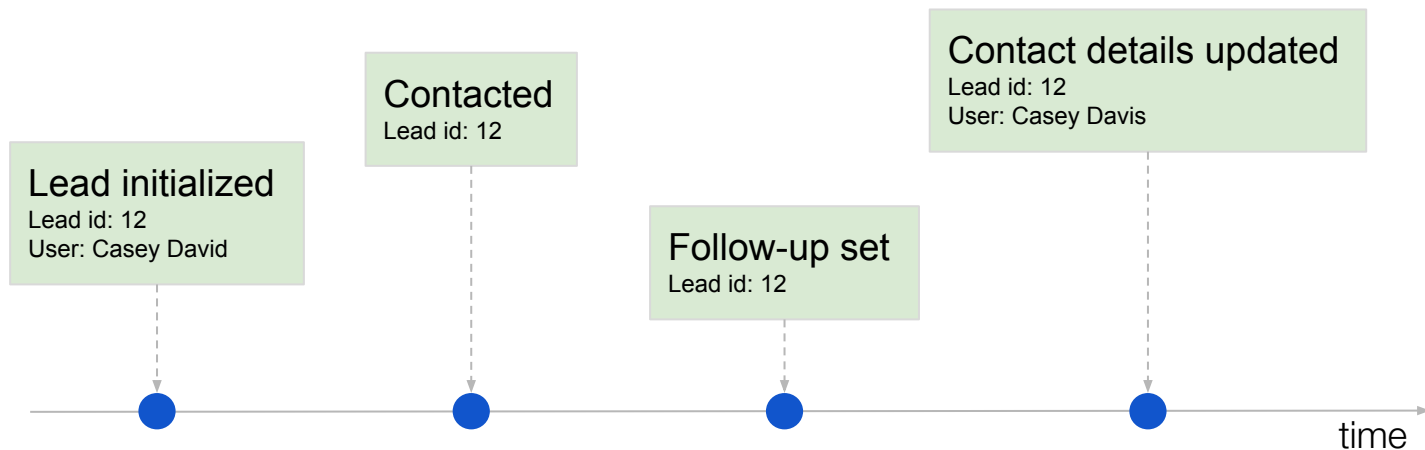 Lead initialized
Lead id: 12
User: Casey David
Contacted
Lead id: 12
Follow-up set
Lead id: 12
Contact details updated
Lead id: 12
User: Casey Davis
time